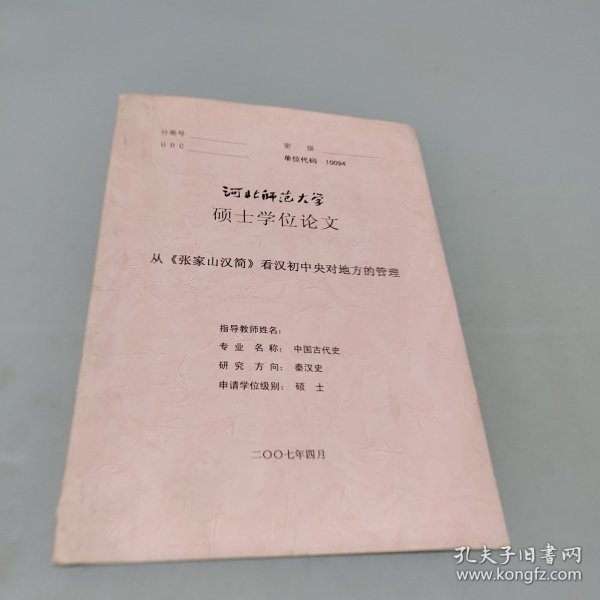 分类号
密 级
U D C
单位代码 10094
河北师范大学
硕士学位论文
从《张家山汉简》看汉初中央对地方的管理
指导教师姓名：
专 业 名 称： 中国古代史
研 究 方 向： 秦汉史
申请学位级别： 硕 士
二〇〇七年四月
孔夫子旧书网
www.kongfz.com